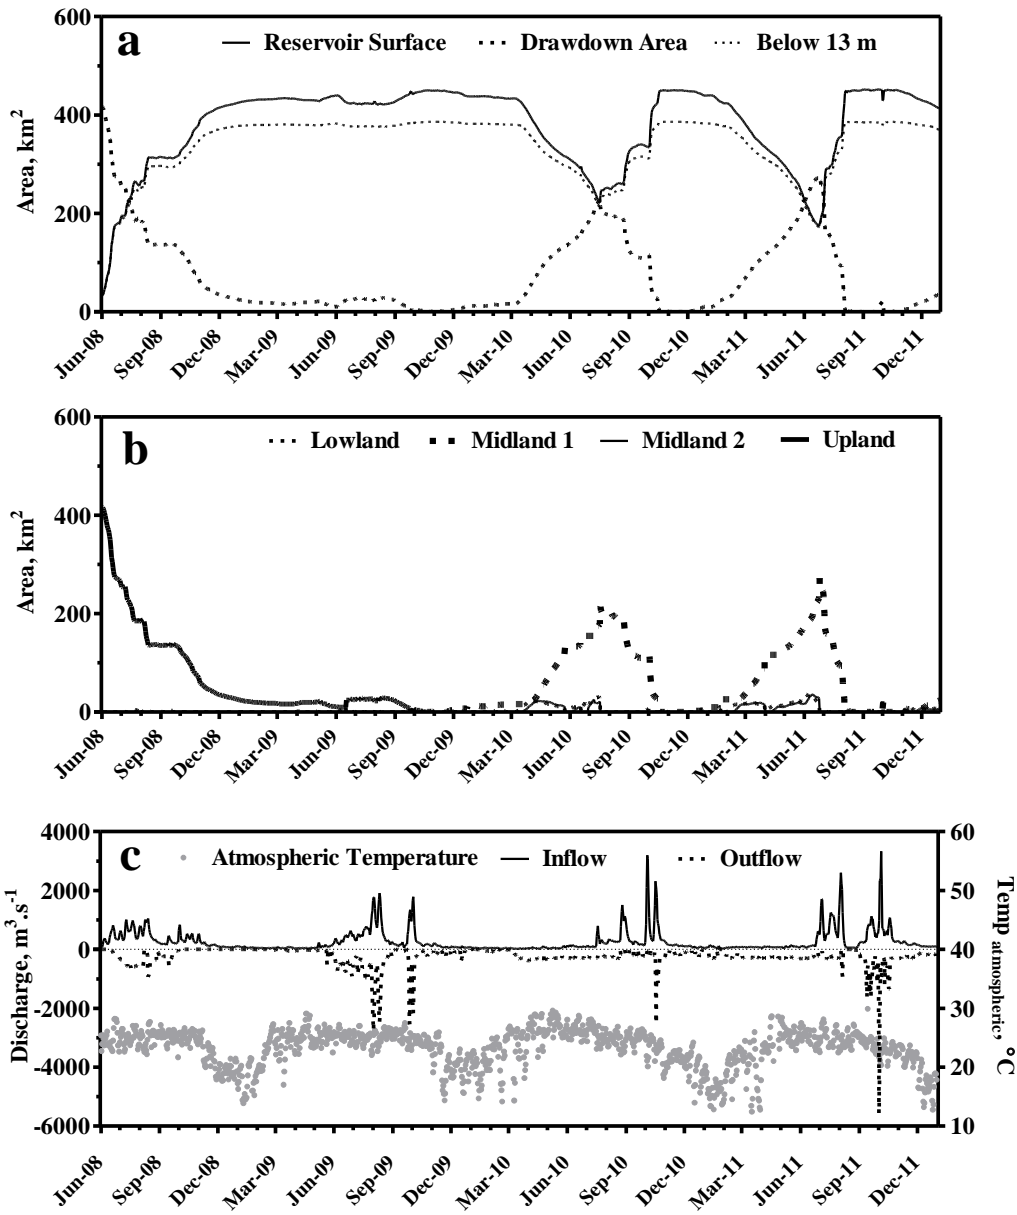 600
a
Reservoir Surface Drawdown Area Below 13 m
400
Area, km²
200
0
Jun-08 Sep-08 Dec-08 Mar-09 Jun-09 Sep-09 Dec-09 Mar-10 Jun-10 Sep-10 Dec-10 Mar-11 Jun-11 Sep-11 Dec-11
600
b
Lowland Midland 1 Midland 2 Upland
400
Area, km²
200
0
Jun-08 Sep-08 Dec-08 Mar-09 Jun-09 Sep-09 Dec-09 Mar-10 Jun-10 Sep-10 Dec-10 Mar-11 Jun-11 Sep-11 Dec-11
4000 60
c
Atmospheric Temperature Inflow Outflow
2000 50
0 40
Discharge, m³.s⁻¹
Temp atmospheric, °C
-2000 30
-4000 20
-6000 10
Jun-08 Sep-08 Dec-08 Mar-09 Jun-09 Sep-09 Dec-09 Mar-10 Jun-10 Sep-10 Dec-10 Mar-11 Jun-11 Sep-11 Dec-11